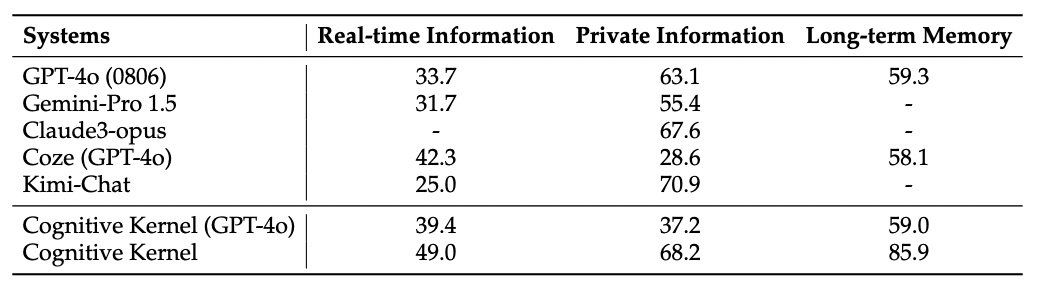 Systems Real-time Information Private Information Long-term Memory
GPT-4o (0806) 33.7 63.1 59.3
Gemini-Pro 1.5 31.7 55.4 -
Claude3-opus - 67.6 -
Coze (GPT-4o) 42.3 28.6 58.1
Kimi-Chat 25.0 70.9 -
Cognitive Kernel (GPT-4o) 39.4 37.2 59.0
Cognitive Kernel 49.0 68.2 85.9